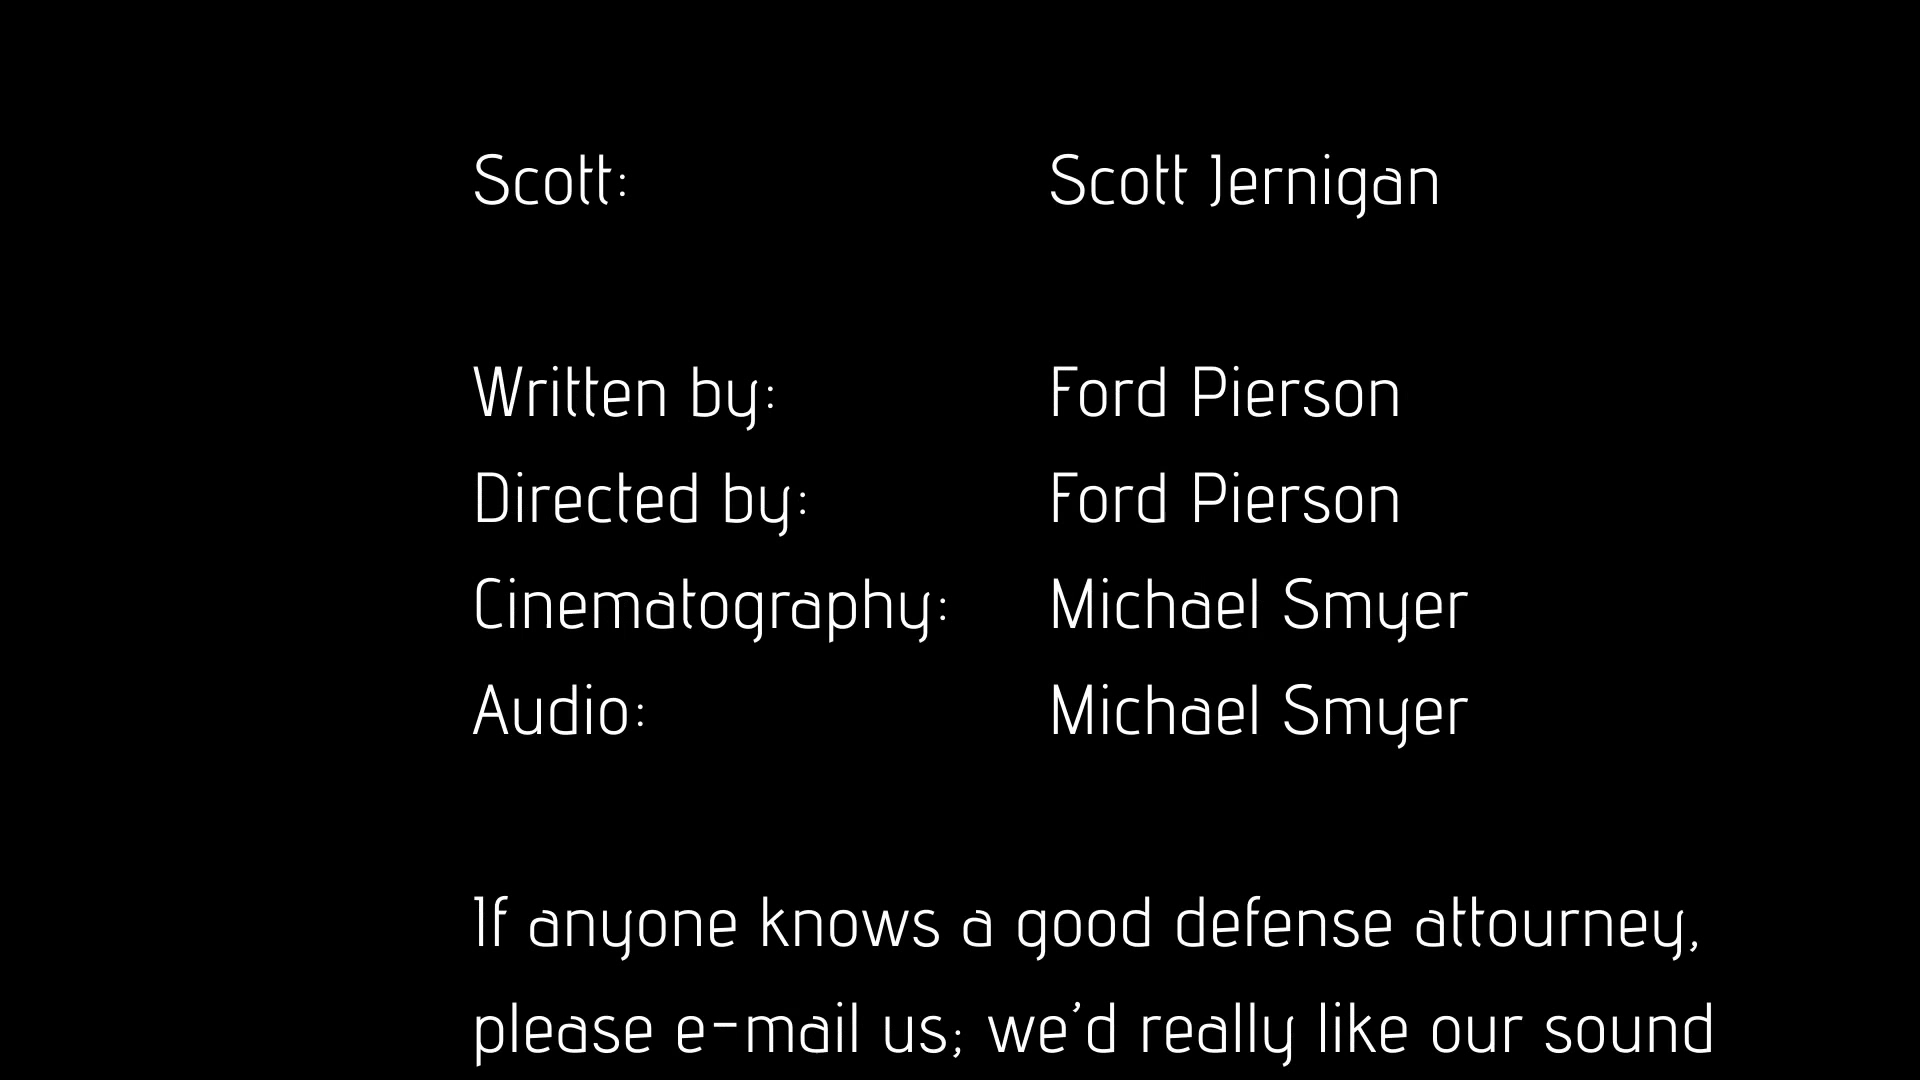 Scott: Scott Jernigan
Written by: Ford Pierson
Directed by: Ford Pierson
Cinematography: Michael Smyer
Audio: Michael Smyer
If anyone knows a good defense attourney,
please e-mail us; we’d really like our sound